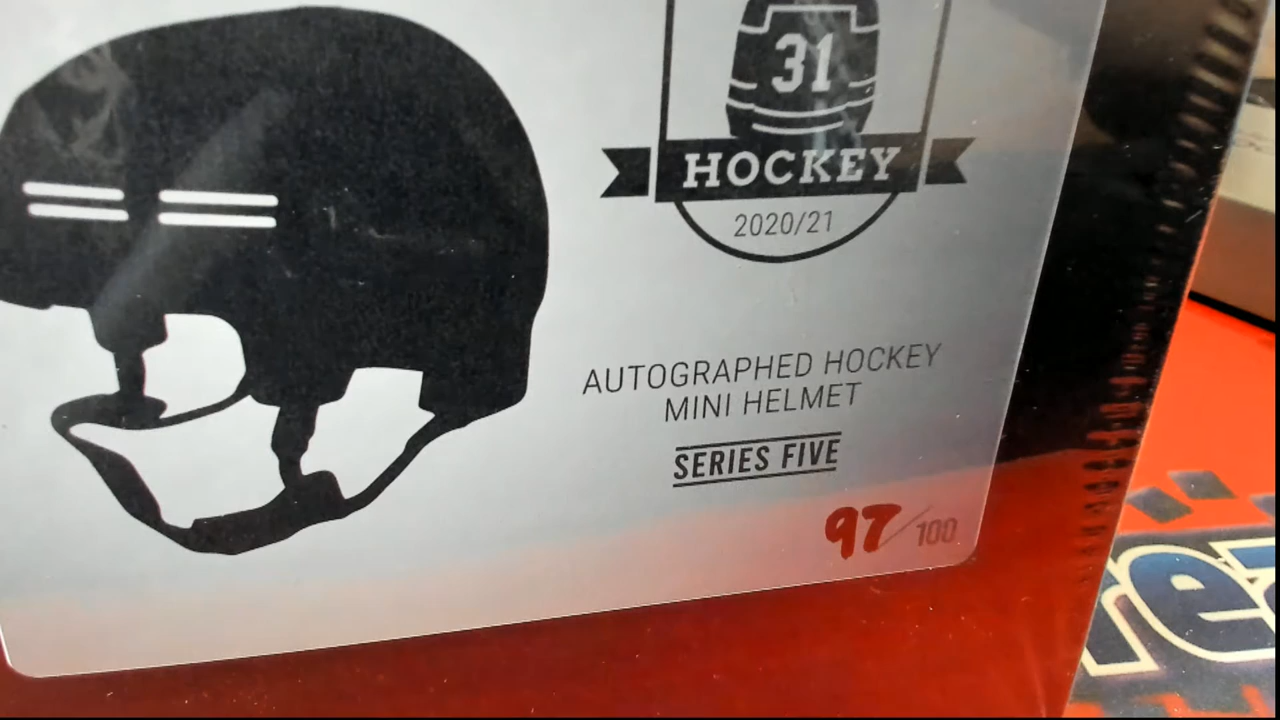 31
HOCKEY
2020/21
AUTOGRAPHED HOCKEY
MINI HELMET
SERIES FIVE
97/100